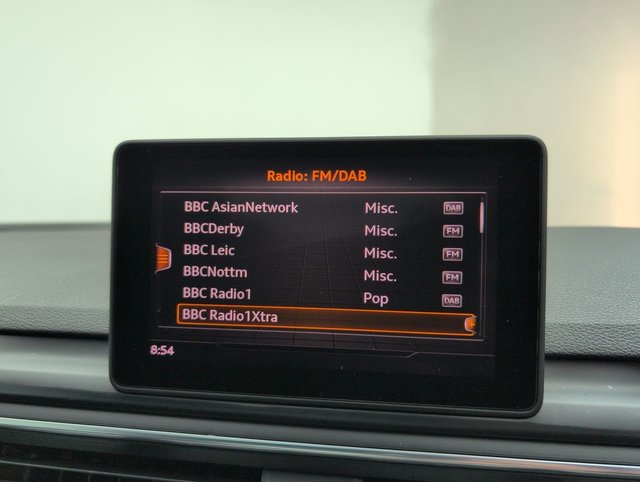 Radio: FM/DAB
BBC AsianNetwork Misc. DAB
BBCDerby Misc. FM
BBC Leic Misc. FM
BBCNottm Misc. FM
BBC Radio1 Pop DAB
BBC Radio1Xtra
8:54